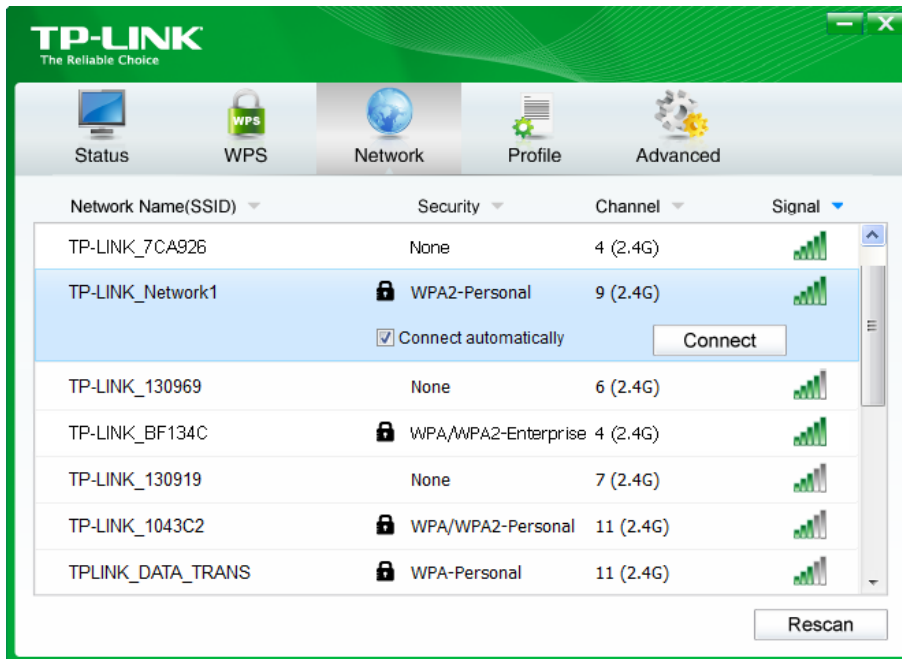 TP-LINK
The Reliable Choice
WPS
Status WPS Network Profile Advanced
Network Name(SSID) Security Channel Signal
TP-LINK_7CA926 None 4 (2.4G)
TP-LINK_Network1 WPA2-Personal 9 (2.4G)
Connect automatically Connect
TP-LINK_130969 None 6 (2.4G)
TP-LINK_BF134C WPA/WPA2-Enterprise 4 (2.4G)
TP-LINK_130919 None 7 (2.4G)
TP-LINK_1043C2 WPA/WPA2-Personal 11 (2.4G)
TPLINK_DATA_TRANS WPA-Personal 11 (2.4G)
Rescan